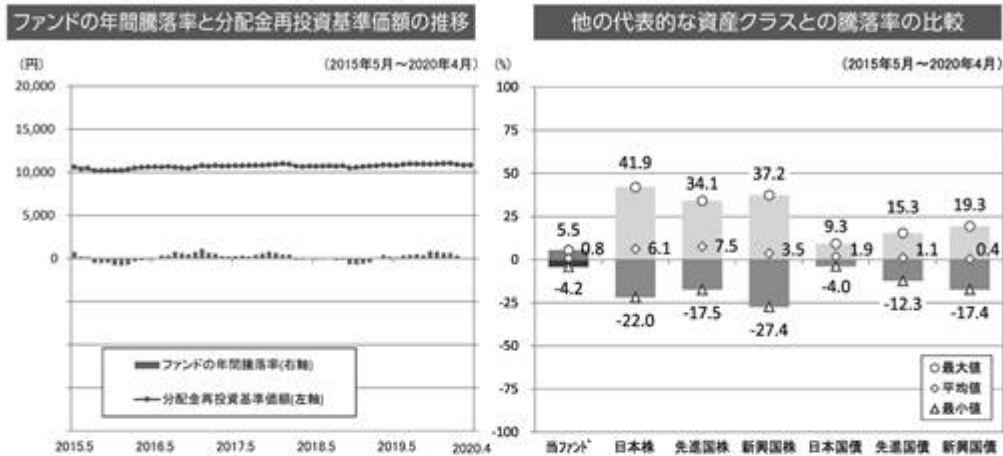 ファンドの年間騰落率と分配金再投資基準価額の推移
(円)
(2015年5月～2020年4月)
20,000
15,000
10,000
5,000
0
ファンドの年間騰落率(右軸)
分配金再投資基準価額(左軸)
2015.5 2016.5 2017.5 2018.5 2019.5 2020.4
他の代表的な資産クラスとの騰落率の比較
(%)
(2015年5月～2020年4月)
100
75
50
25
0
-25
-50
-75
-100
5.5 41.9 34.1 37.2 9.3 15.3 19.3
0.8 6.1 7.5 3.5 1.9 1.1 0.4
-4.2 -22.0 -17.5 -27.4 -4.0 -12.3 -17.4
最大値
平均値
最小値
当ファンド 日本株 先進国株 新興国株 日本国債 先進国債 新興国債